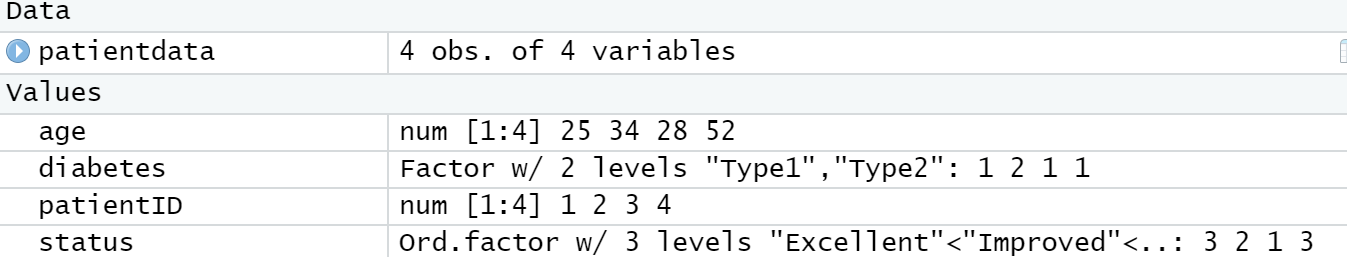 Data
patientdata 4 obs. of 4 variables
Values
age num [1:4] 25 34 28 52
diabetes Factor w/ 2 levels "Type1","Type2": 1 2 1 1
patientID num [1:4] 1 2 3 4
status Ord.factor w/ 3 levels "Excellent"<"Improved"<..: 3 2 1 3